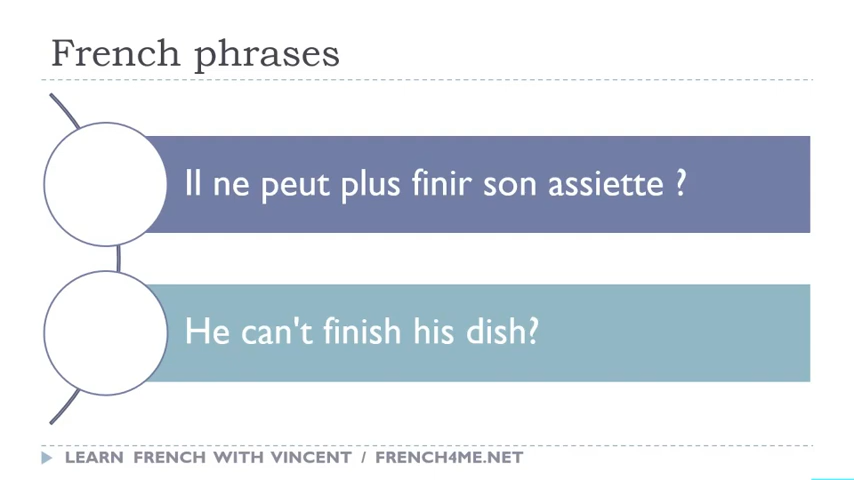 French phrases
Il ne peut plus finir son assiette ?
He can't finish his dish?
LEARN FRENCH WITH VINCENT / FRENCH4ME.NET